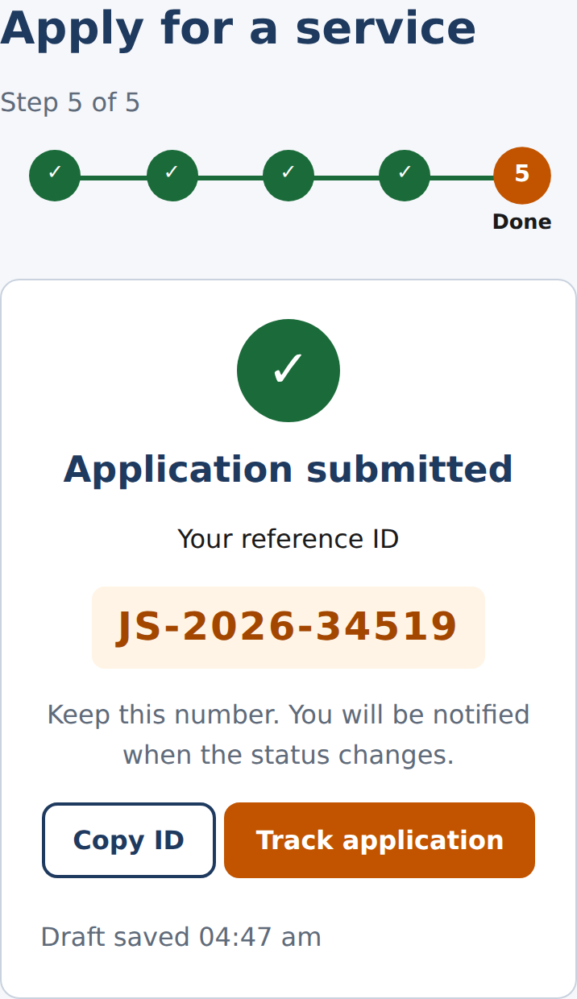 Apply for a service
Step 5 of 5
✓ ✓ ✓ ✓ 5
Done
✓
Application submitted
Your reference ID
JS-2026-34519
Keep this number. You will be notified
when the status changes.
Copy ID Track application
Draft saved 04:47 am